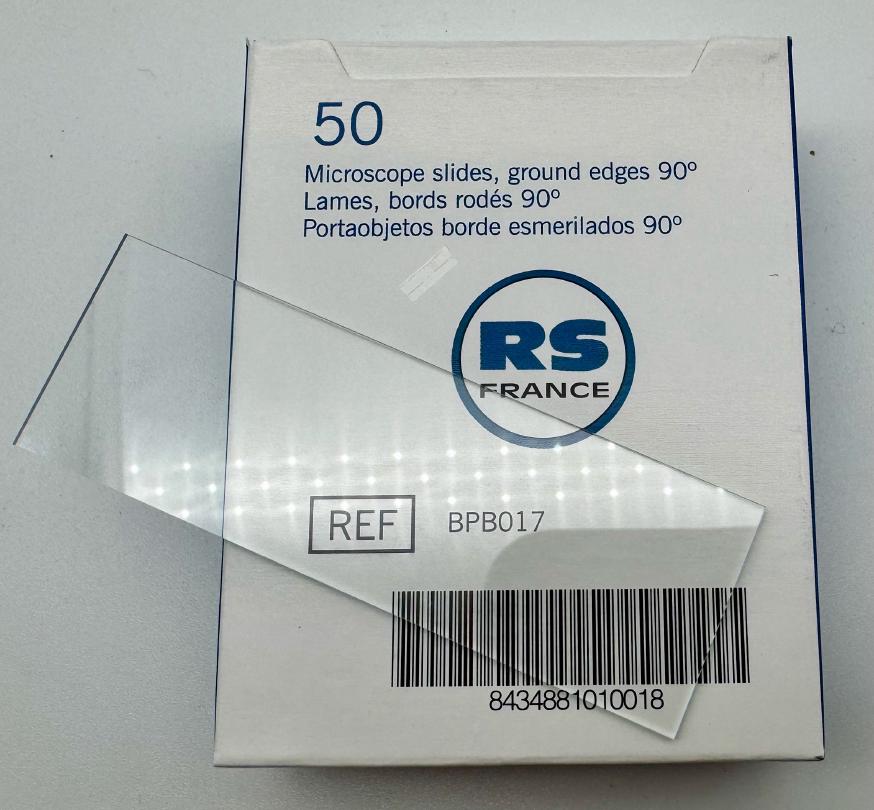 50
Microscope slides, ground edges 90º
Lames, bords rodés 90º
Portaobjetos borde esmerilados 90º
RS
FRANCE
REF BPB017
8434881010018